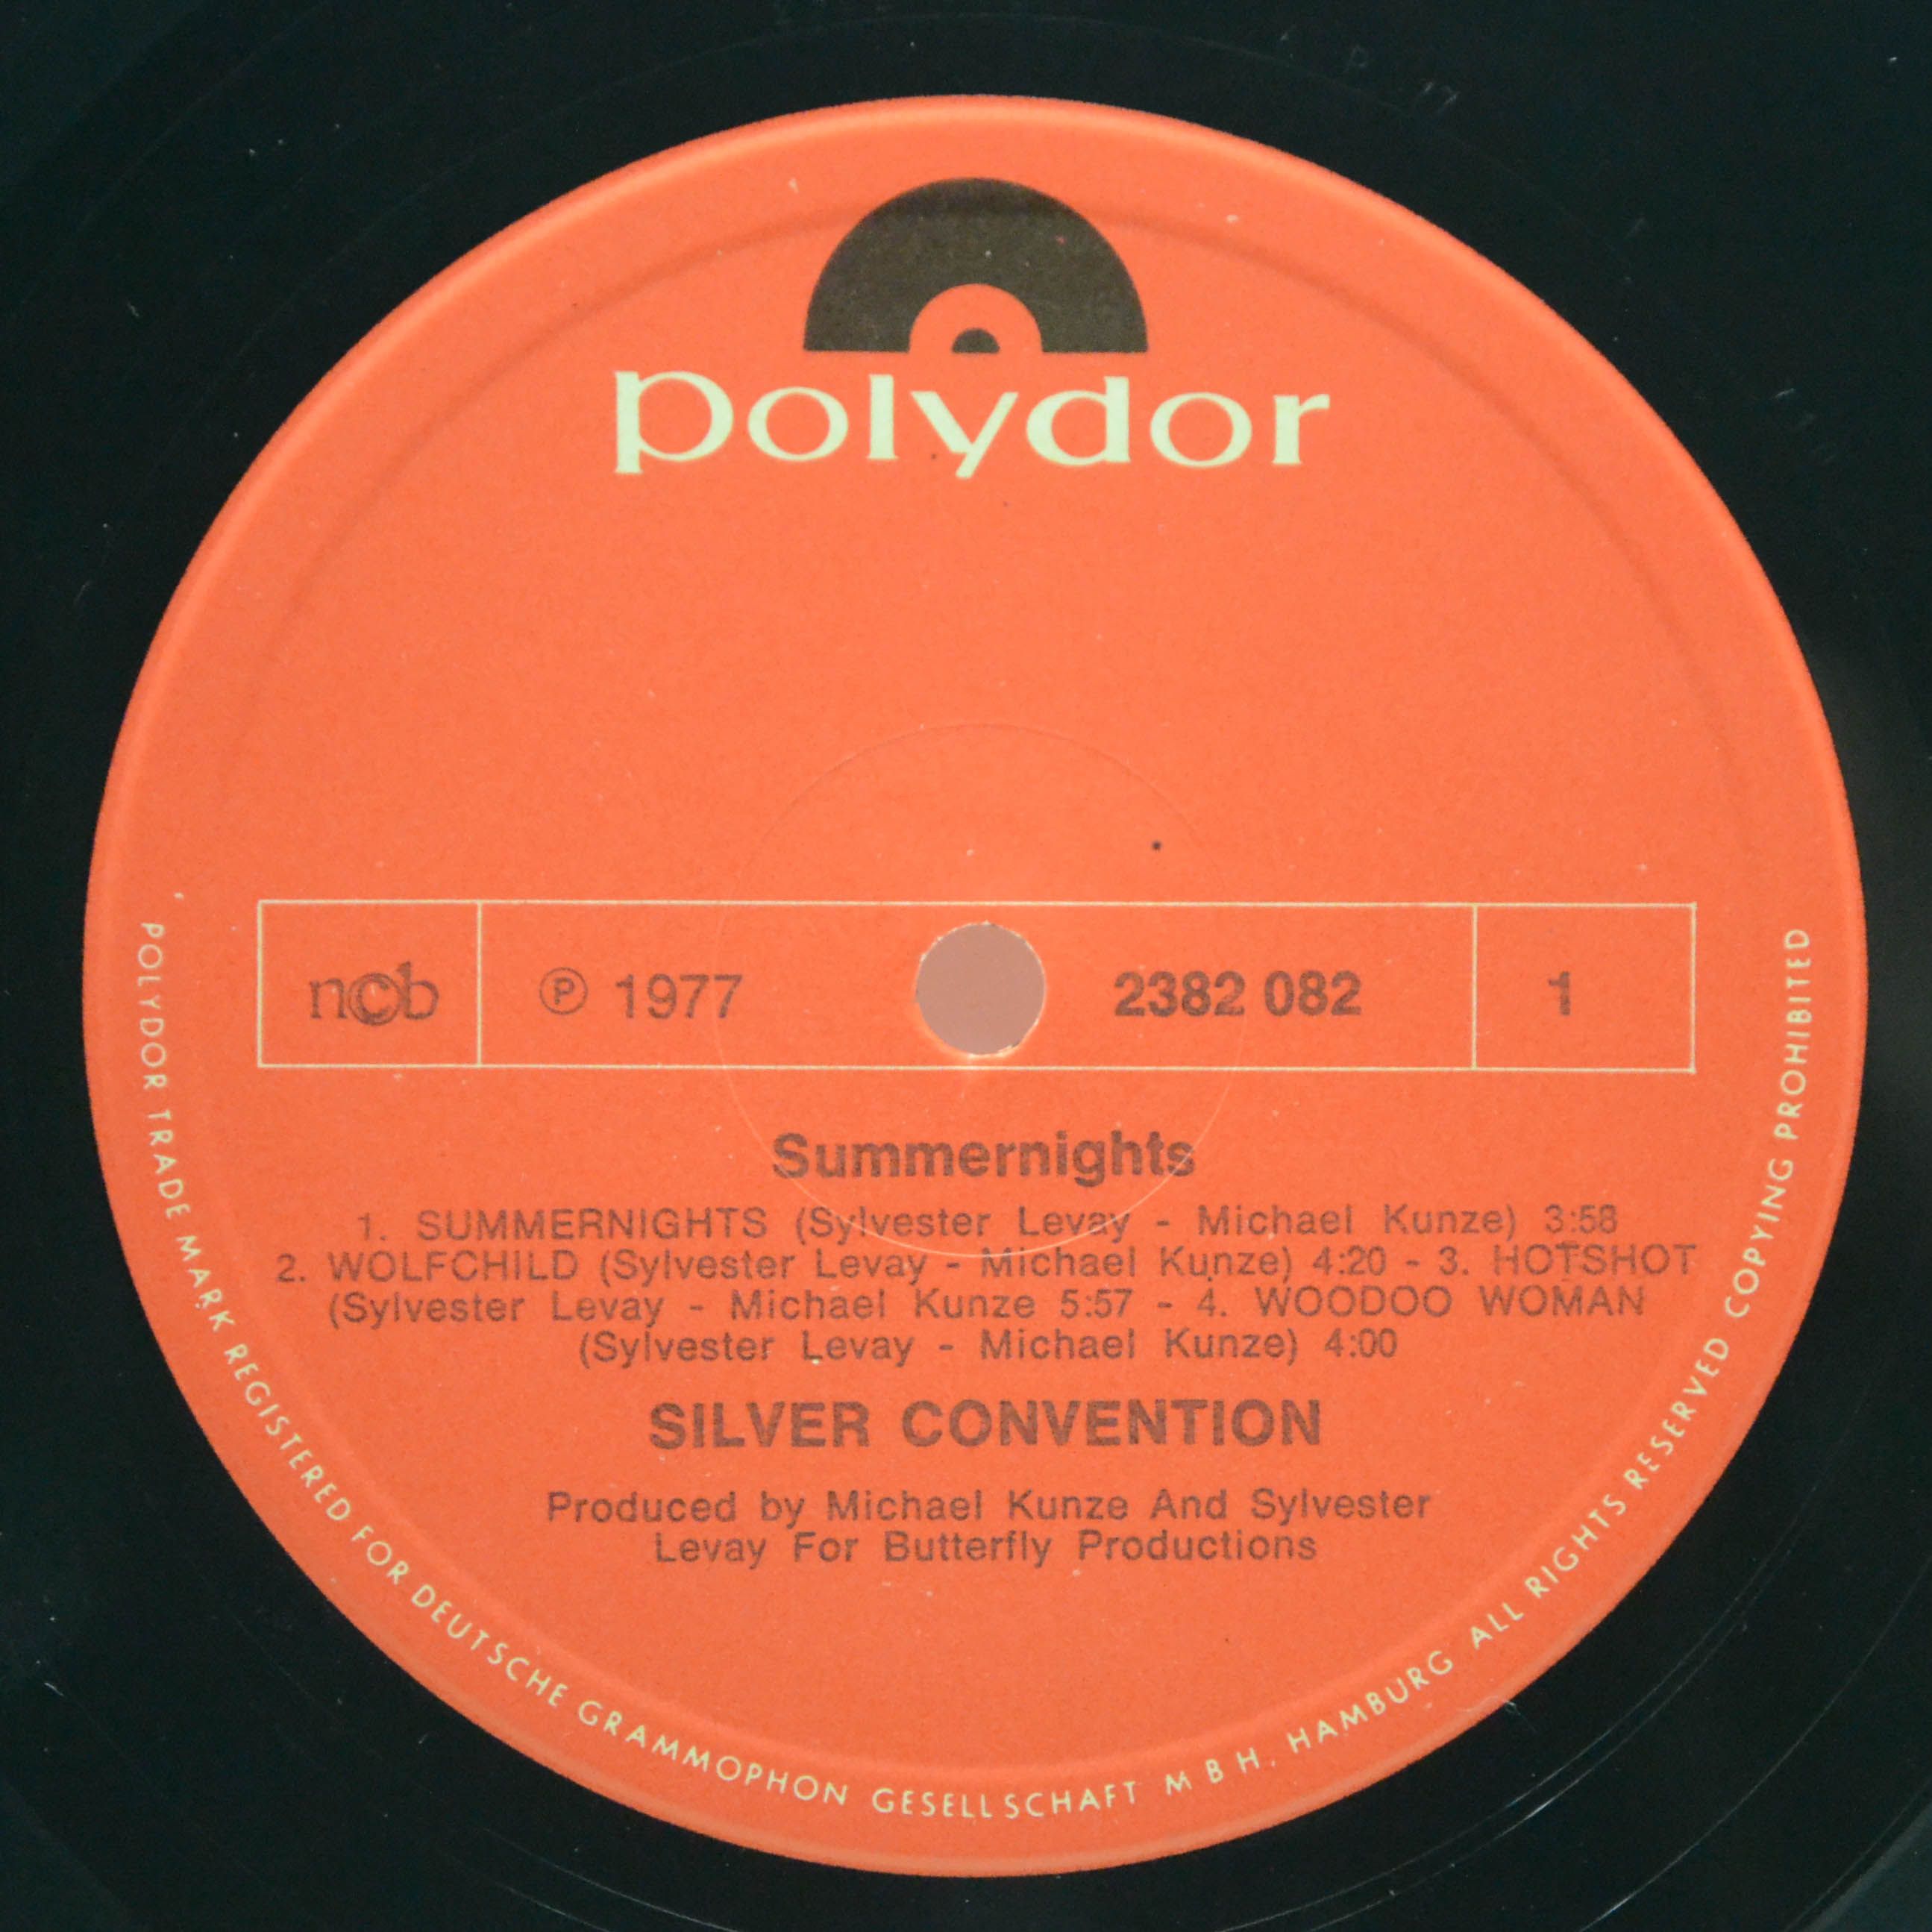 polydor
ncb ℗ 1977 2382 082 1
Summernights
1. SUMMERNIGHTS (Sylvester Levay - Michael Kunze) 3:58
2. WOLFCHILD (Sylvester Levay - Michael Kunze) 4:20 - 3. HOTSHOT
(Sylvester Levay - Michael Kunze 5:57 - 4. WOODOO WOMAN
(Sylvester Levay - Michael Kunze) 4:00
SILVER CONVENTION
Produced by Michael Kunze And Sylvester
Levay For Butterfly Productions
POLYDOR TRADE MARK REGISTERED FOR DEUTSCHE GRAMMOPHON GESELLSCHAFT M B H. HAMBURG ALL RIGHTS RESERVED COPYING PROHIBITED